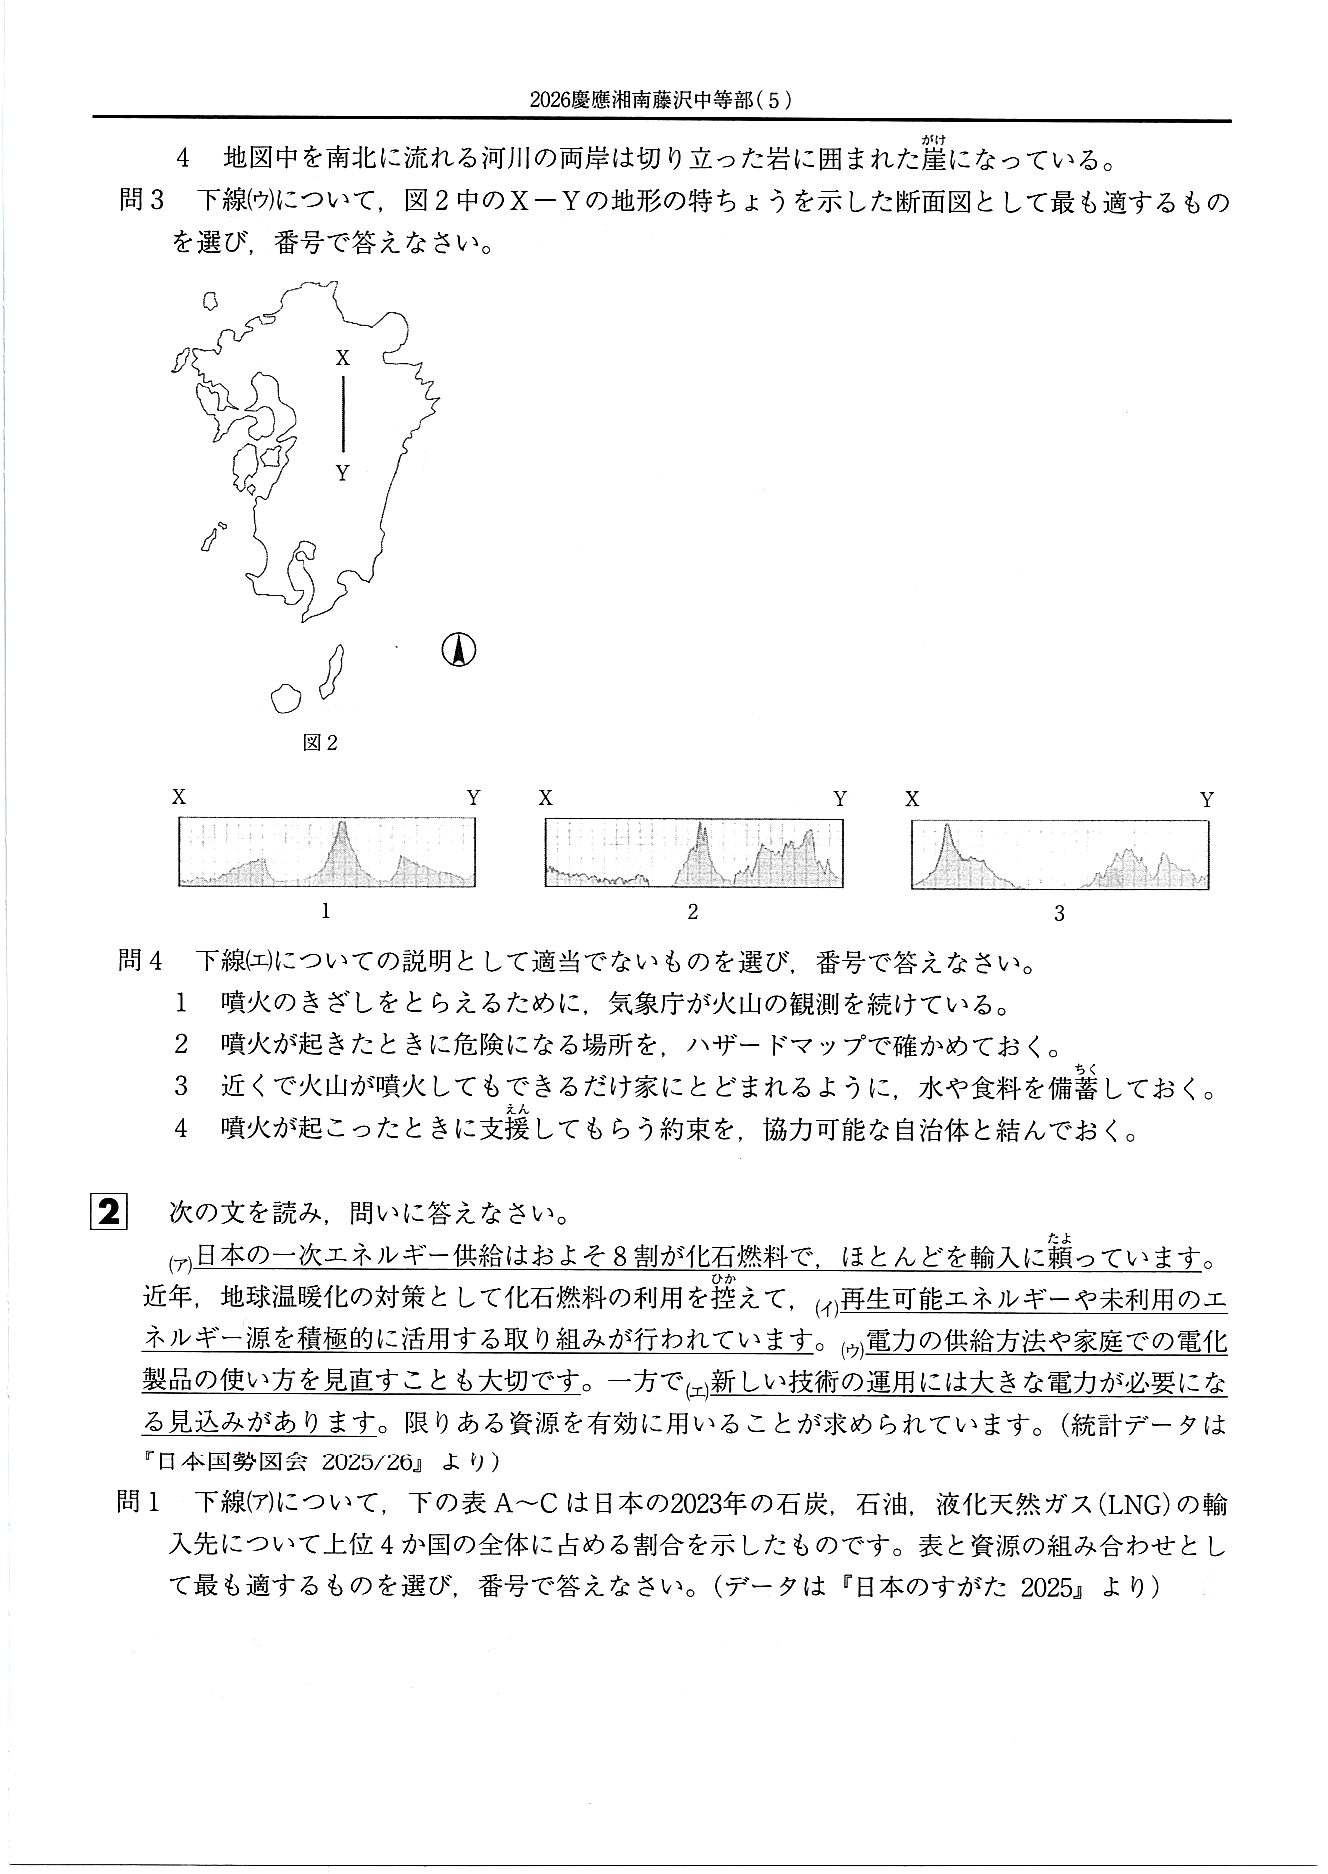 2026慶應湘南藤沢中等部(5)
4 地図中を南北に流れる河川の両岸は切り立った岩に囲まれた崖になっている。
がけ
問3 下線(ウ)について，図2中のX－Yの地形の特ちょうを示した断面図として最も適するもの
を選び，番号で答えなさい。
X
Y
図2
X Y X Y X Y
1 2 3
問4 下線(エ)についての説明として適当でないものを選び，番号で答えなさい。
1 噴火のきざしをとらえるために，気象庁が火山の観測を続けている。
2 噴火が起きたときに危険になる場所を，ハザードマップで確かめておく。
3 近くで火山が噴火してもできるだけ家にとどまれるように，水や食料を備蓄しておく。
ちく
4 噴火が起こったときに支援してもらう約束を，協力可能な自治体と結んでおく。
えん
2 次の文を読み，問いに答えなさい。
(ア)日本の一次エネルギー供給はおよそ8割が化石燃料で，ほとんどを輸入に頼っています。
たよ
近年，地球温暖化の対策として化石燃料の利用を控えて，(イ)再生可能エネルギーや未利用のエ
ひか
ネルギー源を積極的に活用する取り組みが行われています。(ウ)電力の供給方法や家庭での電化
製品の使い方を見直すことも大切です。一方で(エ)新しい技術の運用には大きな電力が必要にな
る見込みがあります。限りある資源を有効に用いることが求められています。（統計データは
『日本国勢図会 2025/26』より）
問1 下線(ア)について，下の表A～Cは日本の2023年の石炭，石油，液化天然ガス(LNG)の輸
入先について上位4か国の全体に占める割合を示したものです。表と資源の組み合わせとし
て最も適するものを選び，番号で答えなさい。（データは『日本のすがた 2025』より）